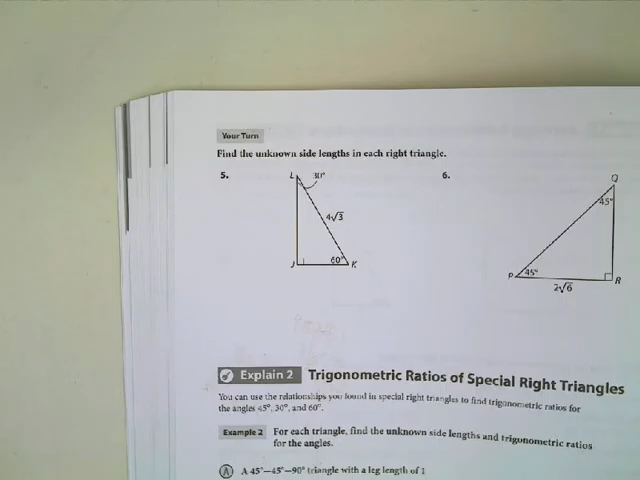 Your Turn
Find the unknown side lengths in each right triangle.
5.
L
30°
4√3
60°
J
K
6.
Q
45°
45°
P
R
2√6
Explain 2 Trigonometric Ratios of Special Right Triangles
You can use the relationships you found in special right triangles to find trigonometric ratios for
the angles 45°, 30°, and 60°.
Example 2 For each triangle, find the unknown side lengths and trigonometric ratios
for the angles.
A A 45°–45°–90° triangle with a leg length of 1